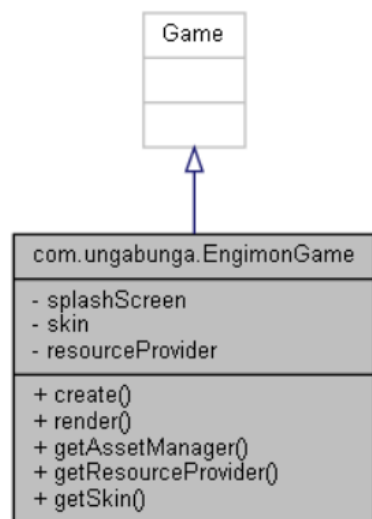 Game
com.ungabunga.EngimonGame
- splashScreen
- skin
- resourceProvider
+ create()
+ render()
+ getAssetManager()
+ getResourceProvider()
+ getSkin()